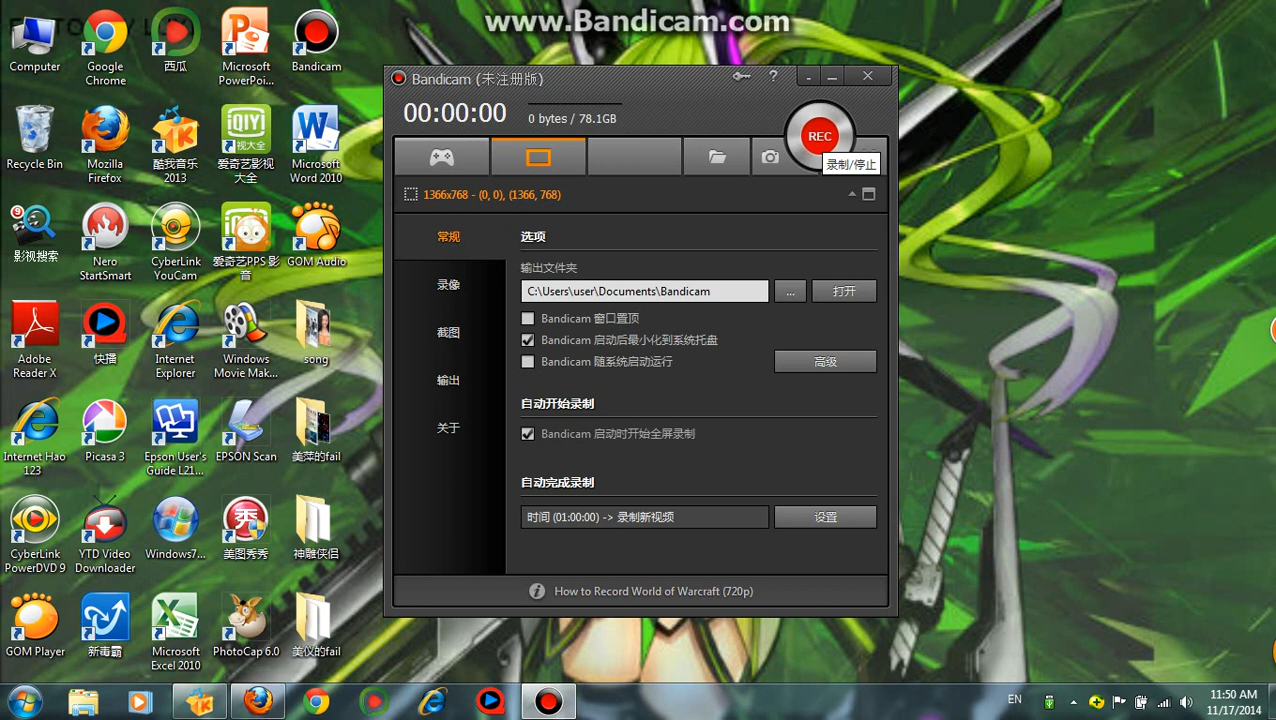 www.Bandicam.com
Computer
Google
Chrome
西瓜
Microsoft
PowerPoi...
Bandicam
Recycle Bin
Mozilla
Firefox
酷我音乐
2013
爱奇艺影视
大全
Microsoft
Word 2010
影视搜索
Nero
StartSmart
CyberLink
YouCam
爱奇艺PPS 影
音
GOM Audio
Adobe
Reader X
快播
Internet
Explorer
Windows
Movie Mak...
song
Internet Hao
123
Picasa 3
Epson User's
Guide L21...
EPSON Scan
美萍的fail
CyberLink
PowerDVD 9
YTD Video
Downloader
Windows7...
美图秀秀
神雕侠侣
GOM Player
新毒霸
Microsoft
Excel 2010
PhotoCap 6.0
美仪的fail
Bandicam (未注册版)
00:00:00
0 bytes / 78.1GB
REC
录制/停止
1366x768 - (0, 0), (1366, 768)
常规
录像
截图
输出
关于
选项
输出文件夹
C:\Users\user\Documents\Bandicam
...
打开
Bandicam 窗口置顶
Bandicam 启动后最小化到系统托盘
Bandicam 随系统启动运行
高级
自动开始录制
Bandicam 启动时开始全屏录制
自动完成录制
时间 (01:00:00) -> 录制新视频
设置
How to Record World of Warcraft (720p)
EN
11:50 AM
11/17/2014